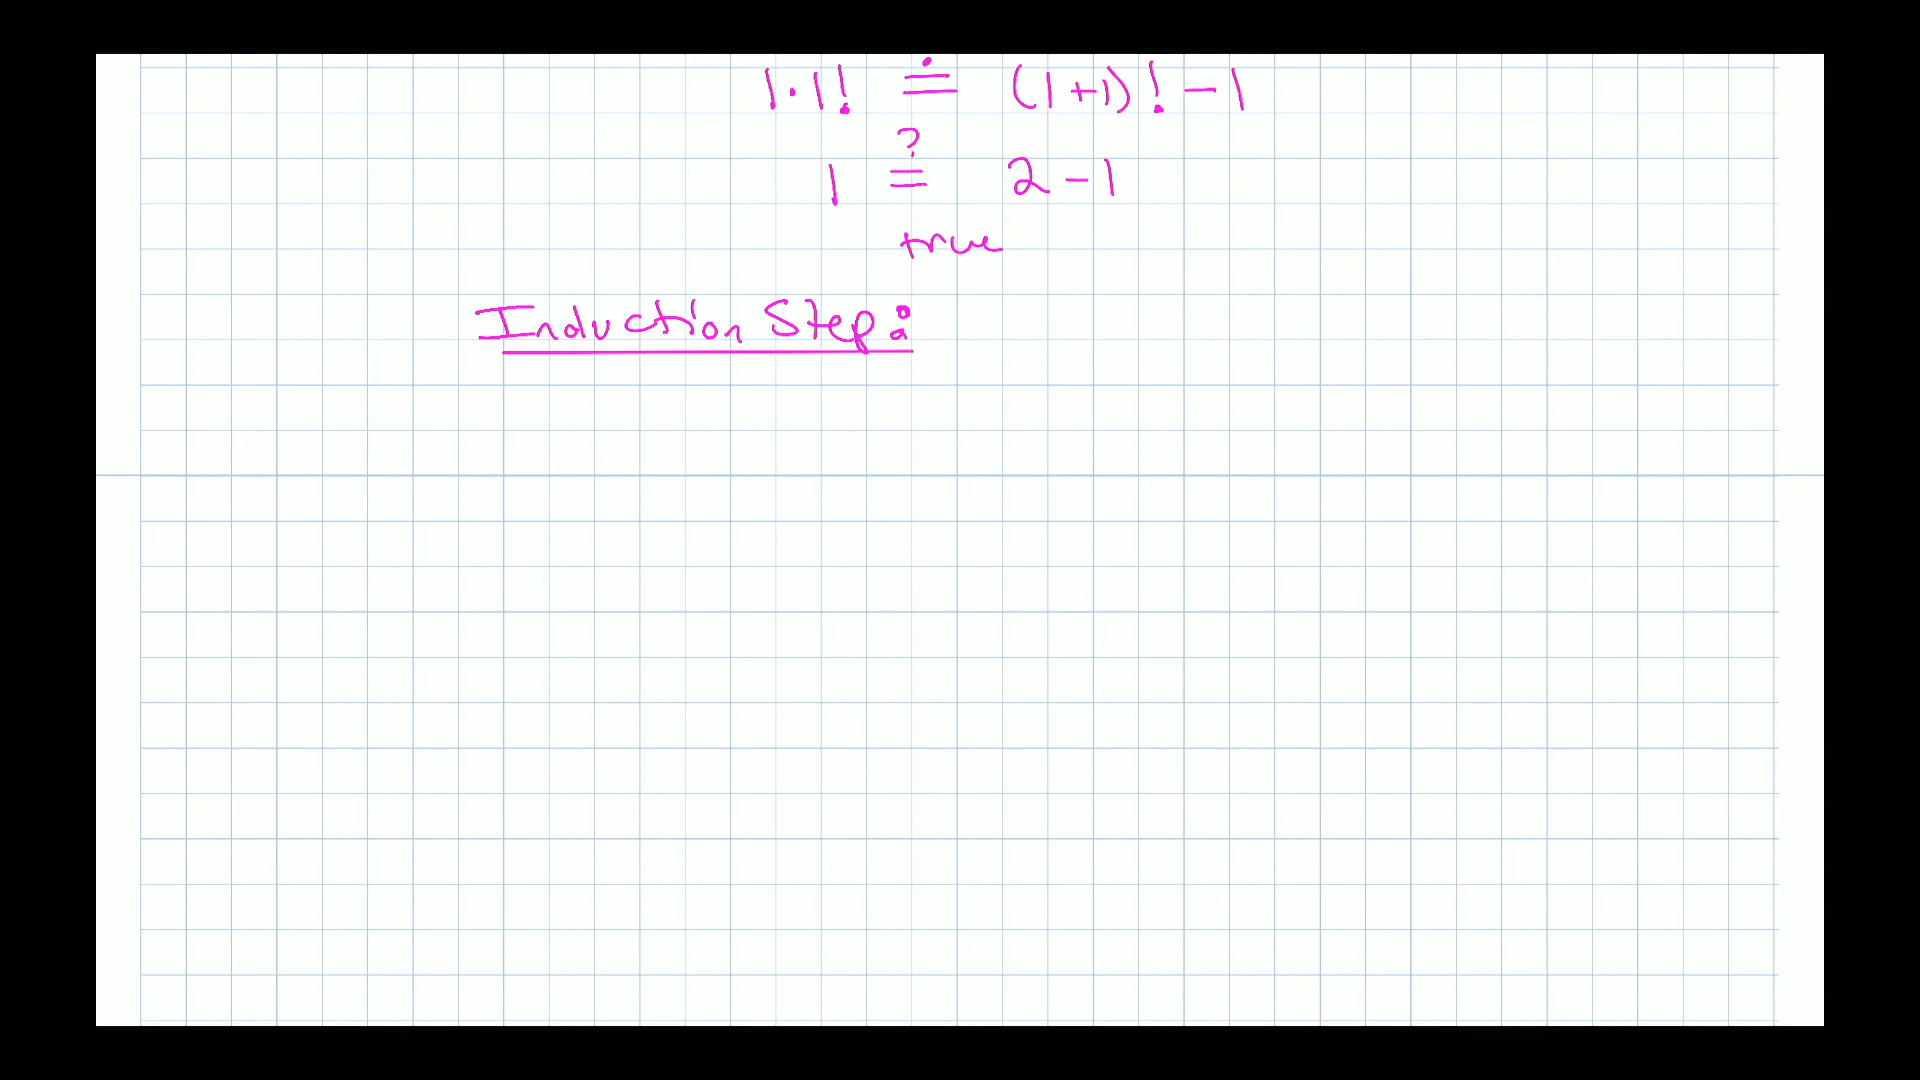 1·1! ≟ (1+1)! - 1
1 ≟ 2 - 1
true
Induction Step: